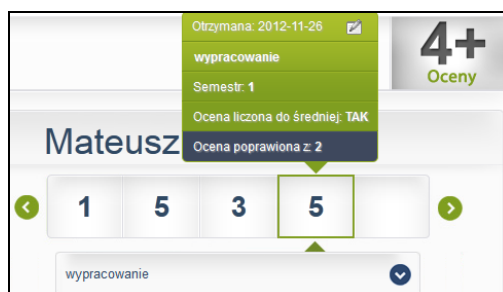 Otrzymana: 2012-11-26
wypracowanie
Semestr: 1
Ocena liczona do średniej: TAK
Ocena poprawiona z: 2
4+
Oceny
Mateusz
1 5 3 5
wypracowanie